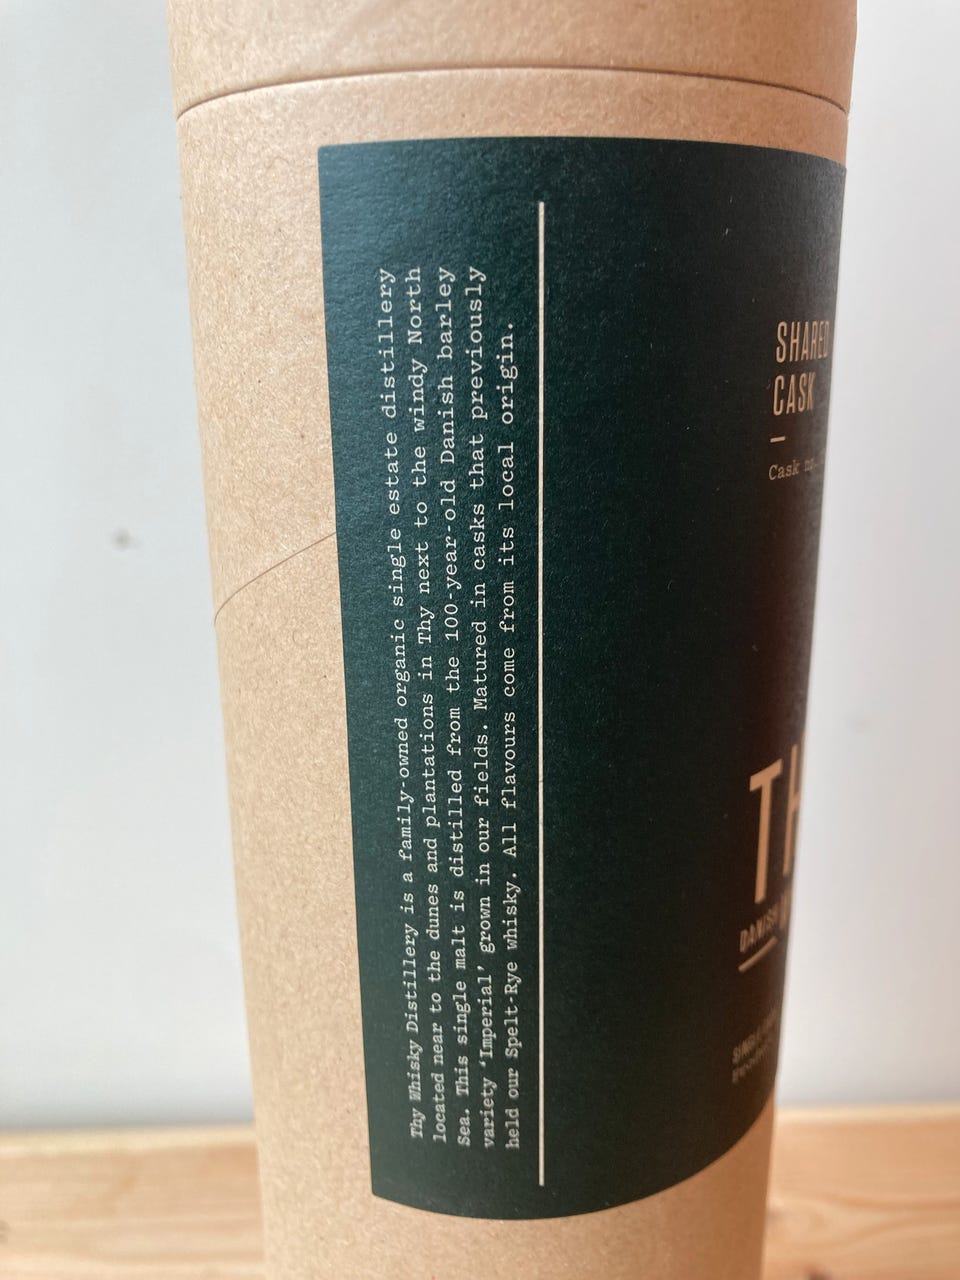 Thy Whisky Distillery is a family-owned organic single estate distillery
located near to the dunes and plantations in Thy next to the windy North
Sea. This single malt is distilled from the 100-year-old Danish barley
variety ‘Imperial’ grown in our fields. Matured in casks that previously
held our Spelt-Rye whisky. All flavours come from its local origin.
SHARED
CASK
Cask
TH
DANISH